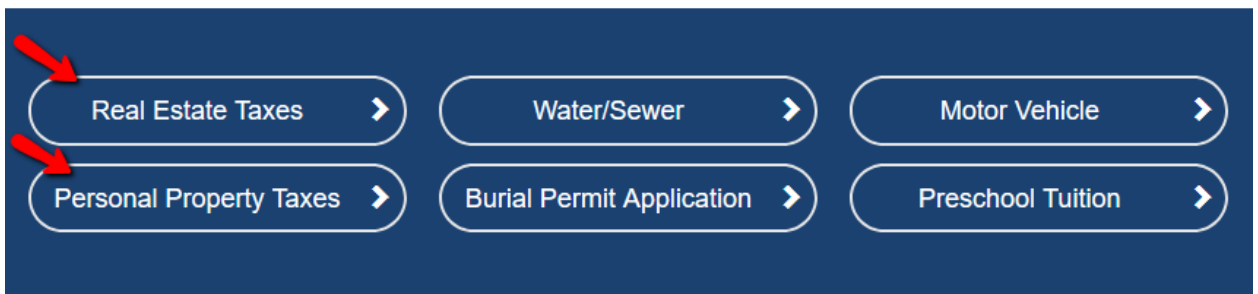 Real Estate Taxes
Water/Sewer
Motor Vehicle
Personal Property Taxes
Burial Permit Application
Preschool Tuition